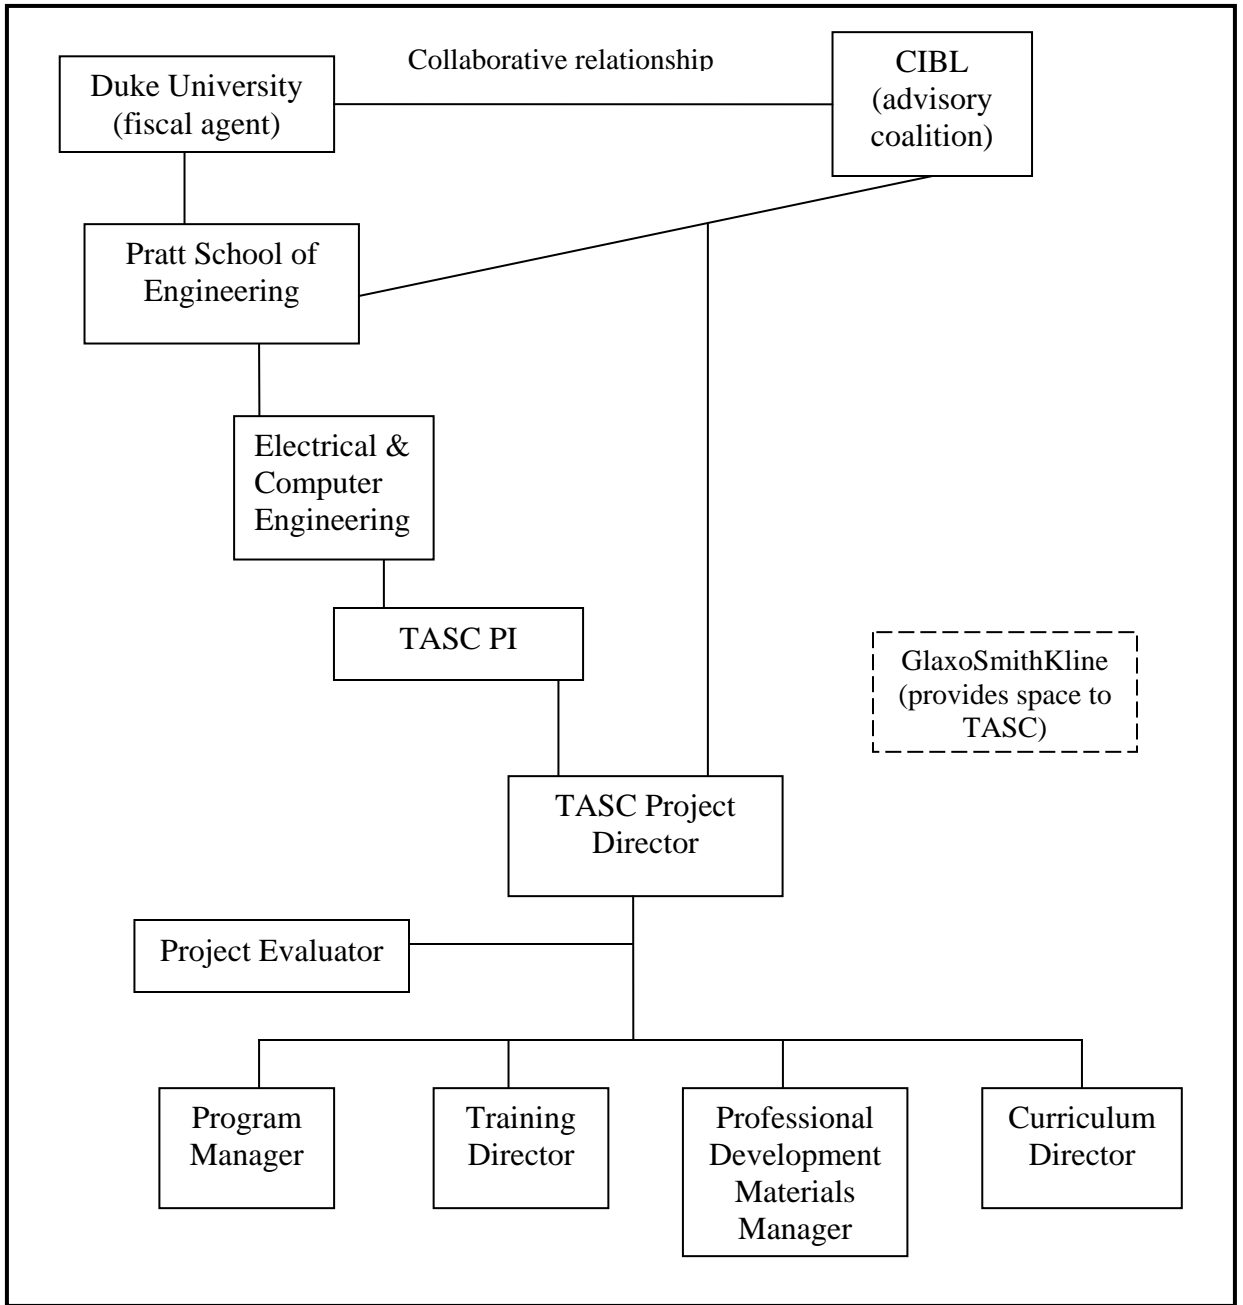 Collaborative relationship
Duke University
(fiscal agent)
CIBL
(advisory
coalition)
Pratt School of
Engineering
Electrical &
Computer
Engineering
TASC PI
GlaxoSmithKline
(provides space to
TASC)
TASC Project
Director
Project Evaluator
Program
Manager
Training
Director
Professional
Development
Materials
Manager
Curriculum
Director